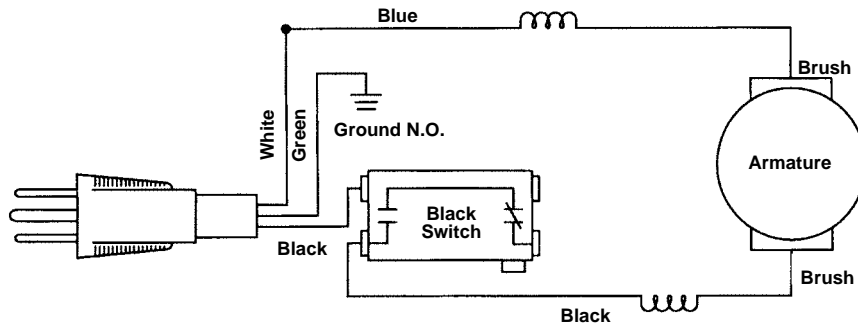 Blue
Brush
White
Green
Ground N.O.
Armature
Black
Switch
Black
Brush
Black